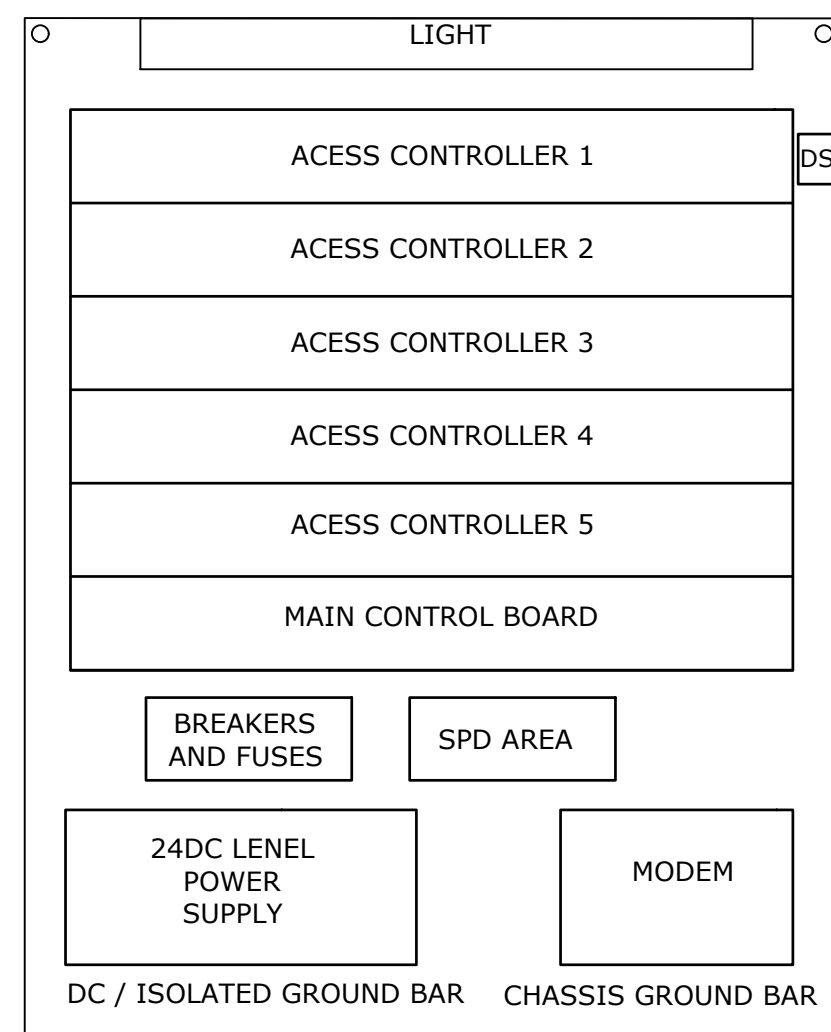 LIGHT
ACESS CONTROLLER 1
DS
ACESS CONTROLLER 2
ACESS CONTROLLER 3
ACESS CONTROLLER 4
ACESS CONTROLLER 5
MAIN CONTROL BOARD
BREAKERS
AND FUSES
SPD AREA
24DC LENEL
POWER
SUPPLY
MODEM
DC / ISOLATED GROUND BAR
CHASSIS GROUND BAR